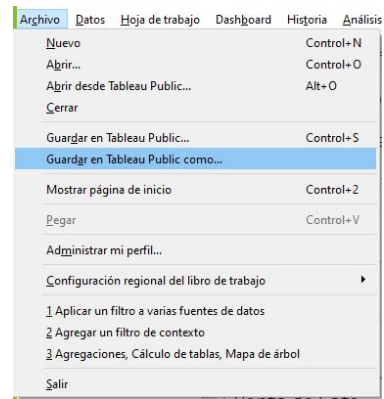 Archivo Datos Hoja de trabajo Dashboard Historia Análisis
Nuevo Control+N
Abrir... Control+O
Abrir desde Tableau Public... Alt+O
Cerrar
Guardar en Tableau Public... Control+S
Guardar en Tableau Public como...
Mostrar página de inicio Control+2
Pegar Control+V
Administrar mi perfil...
Configuración regional del libro de trabajo
1 Aplicar un filtro a varias fuentes de datos
2 Agregar un filtro de contexto
3 Agregaciones, Cálculo de tablas, Mapa de árbol
Salir